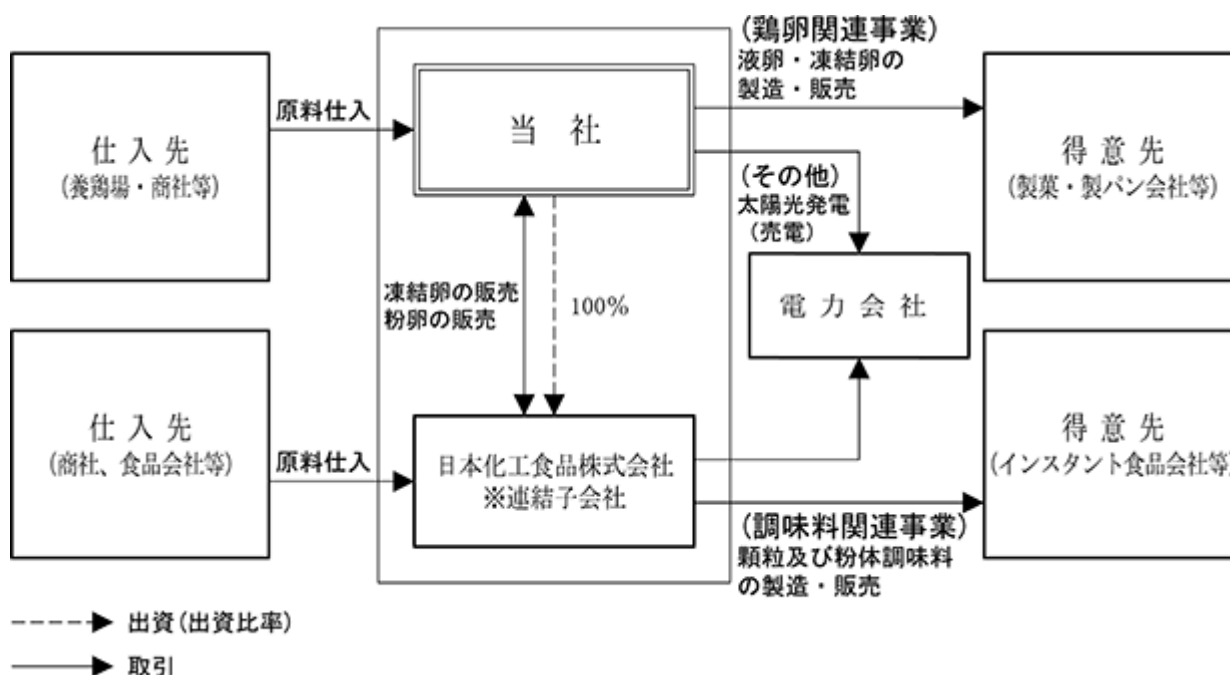 (鶏卵関連事業)
液卵・凍結卵の
製造・販売
原料仕入
当 社
仕 入 先
(養鶏場・商社等)
得 意 先
(製菓・製パン会社等)
(その他)
太陽光発電
(売電)
凍結卵の販売
粉卵の販売
100%
電 力 会 社
仕 入 先
(商社、食品会社等)
原料仕入
日本化工食品株式会社
※連結子会社
得 意 先
(インスタント食品会社等)
(調味料関連事業)
顆粒及び粉体調味料
の製造・販売
出資(出資比率)
取引